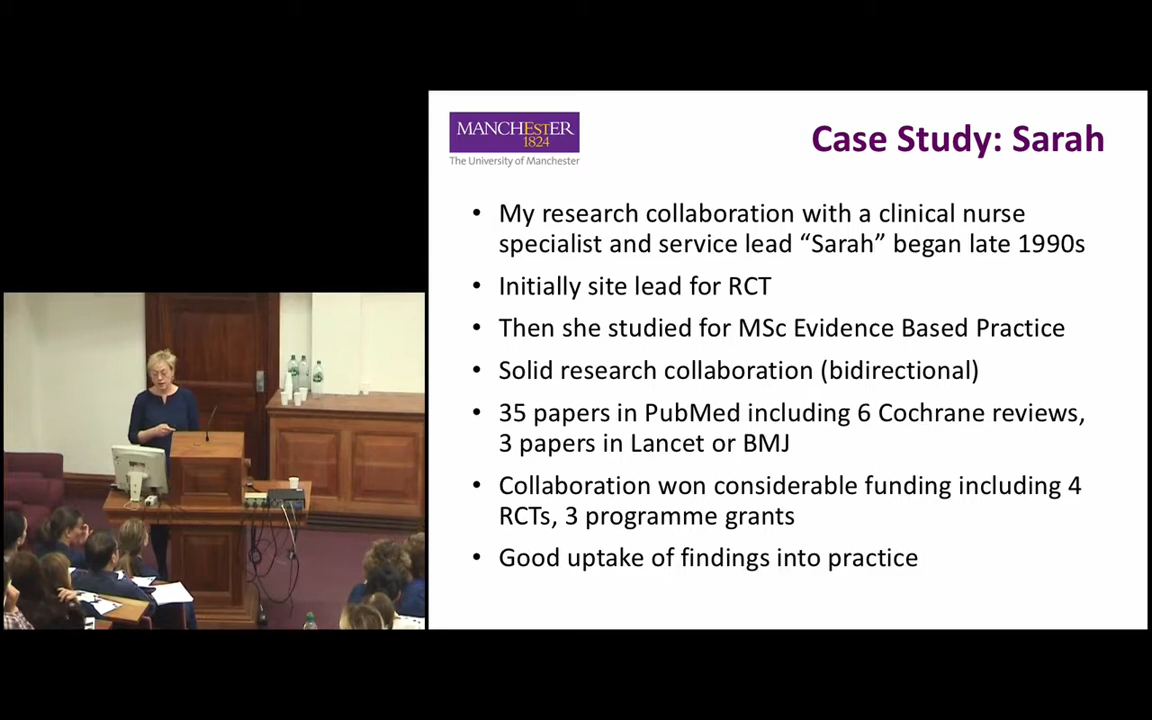 MANCHESTER
1824
The University of Manchester
Case Study: Sarah
• My research collaboration with a clinical nurse
specialist and service lead “Sarah” began late 1990s
• Initially site lead for RCT
• Then she studied for MSc Evidence Based Practice
• Solid research collaboration (bidirectional)
• 35 papers in PubMed including 6 Cochrane reviews,
3 papers in Lancet or BMJ
• Collaboration won considerable funding including 4
RCTs, 3 programme grants
• Good uptake of findings into practice